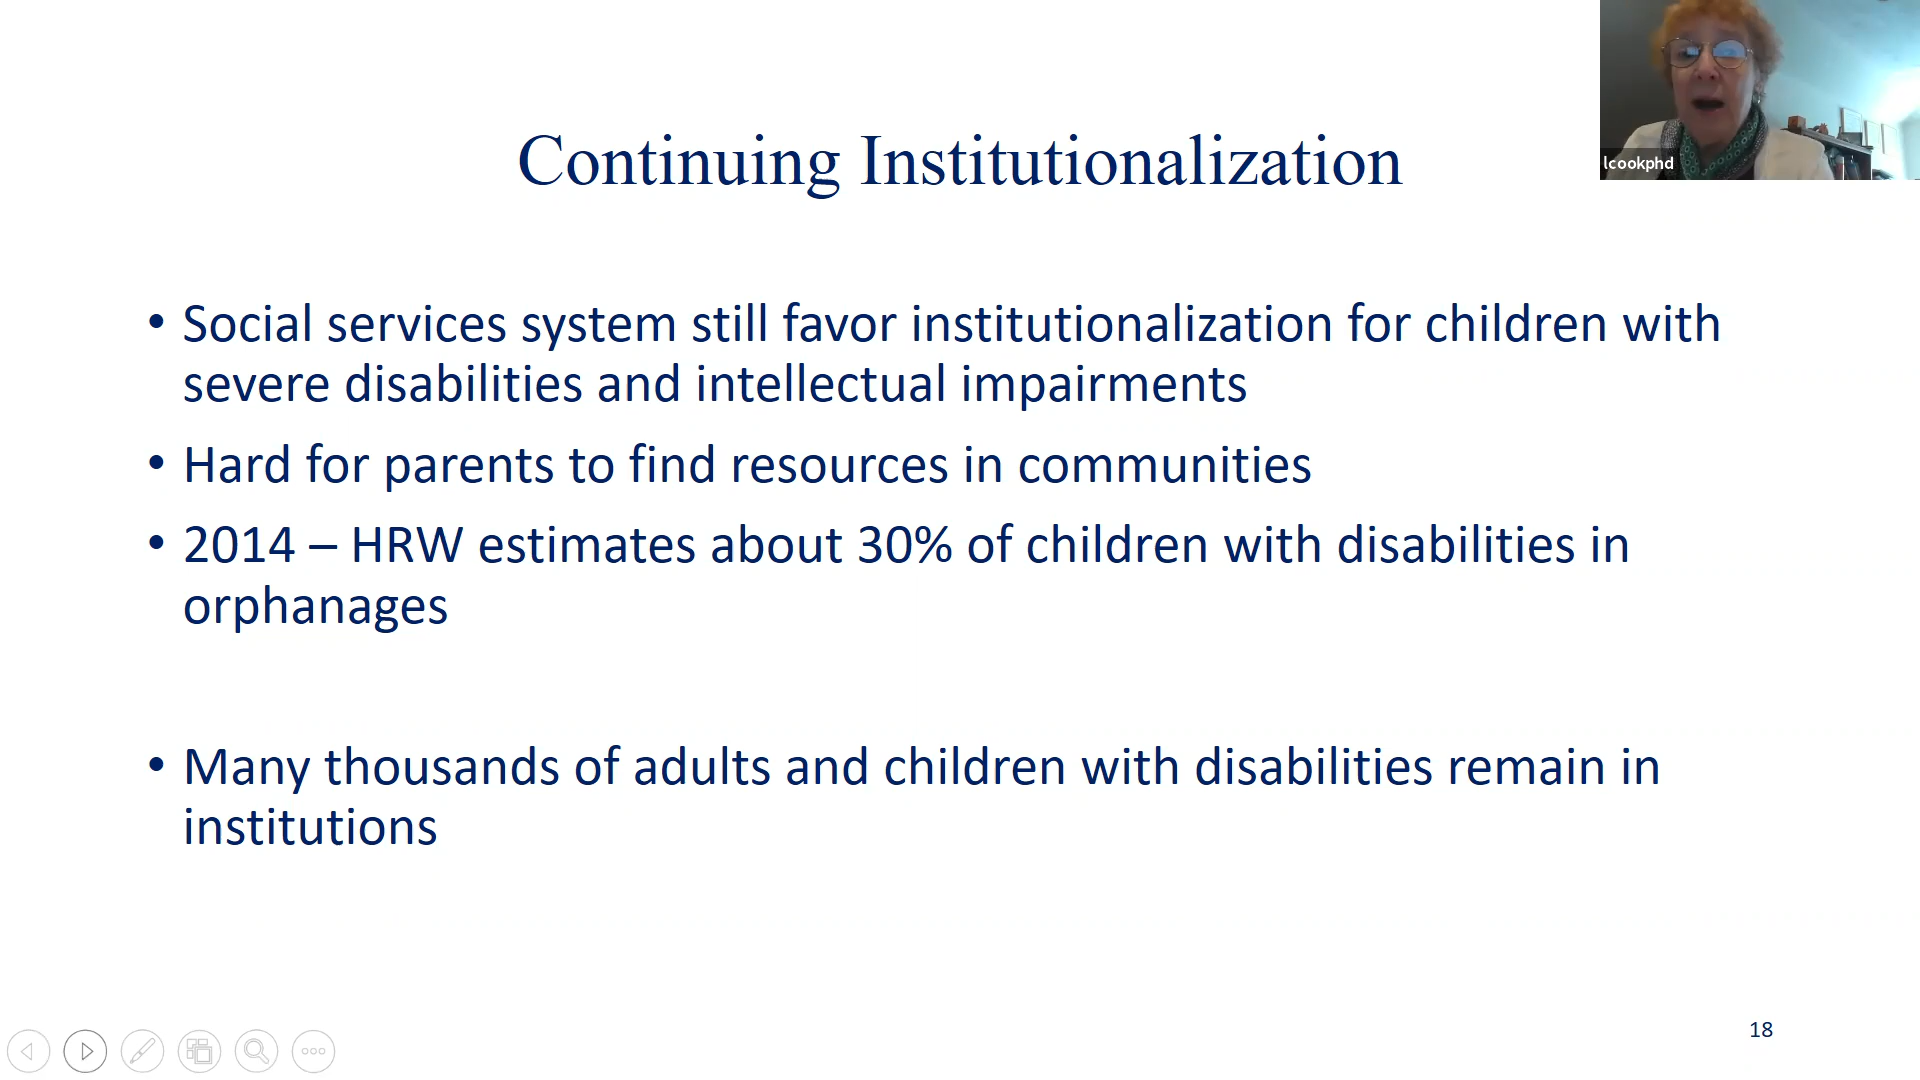 Continuing Institutionalization
lcookphd
• Social services system still favor institutionalization for children with
severe disabilities and intellectual impairments
• Hard for parents to find resources in communities
• 2014 – HRW estimates about 30% of children with disabilities in
orphanages
• Many thousands of adults and children with disabilities remain in
institutions
18